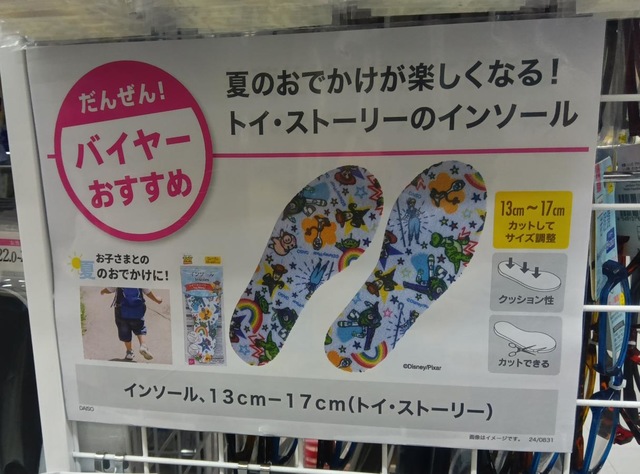 だんぜん!
バイヤー
おすすめ
夏のおでかけが楽しくなる!
トイ・ストーリーのインソール
13cm~17cm
カットして
サイズ調整
クッション性
カットできる
お子さまとの
夏のおでかけに!
©Disney/Pixar
インソール、13cm−17cm(トイ・ストーリー)
DAISO
画像はイメージです。 24/0831